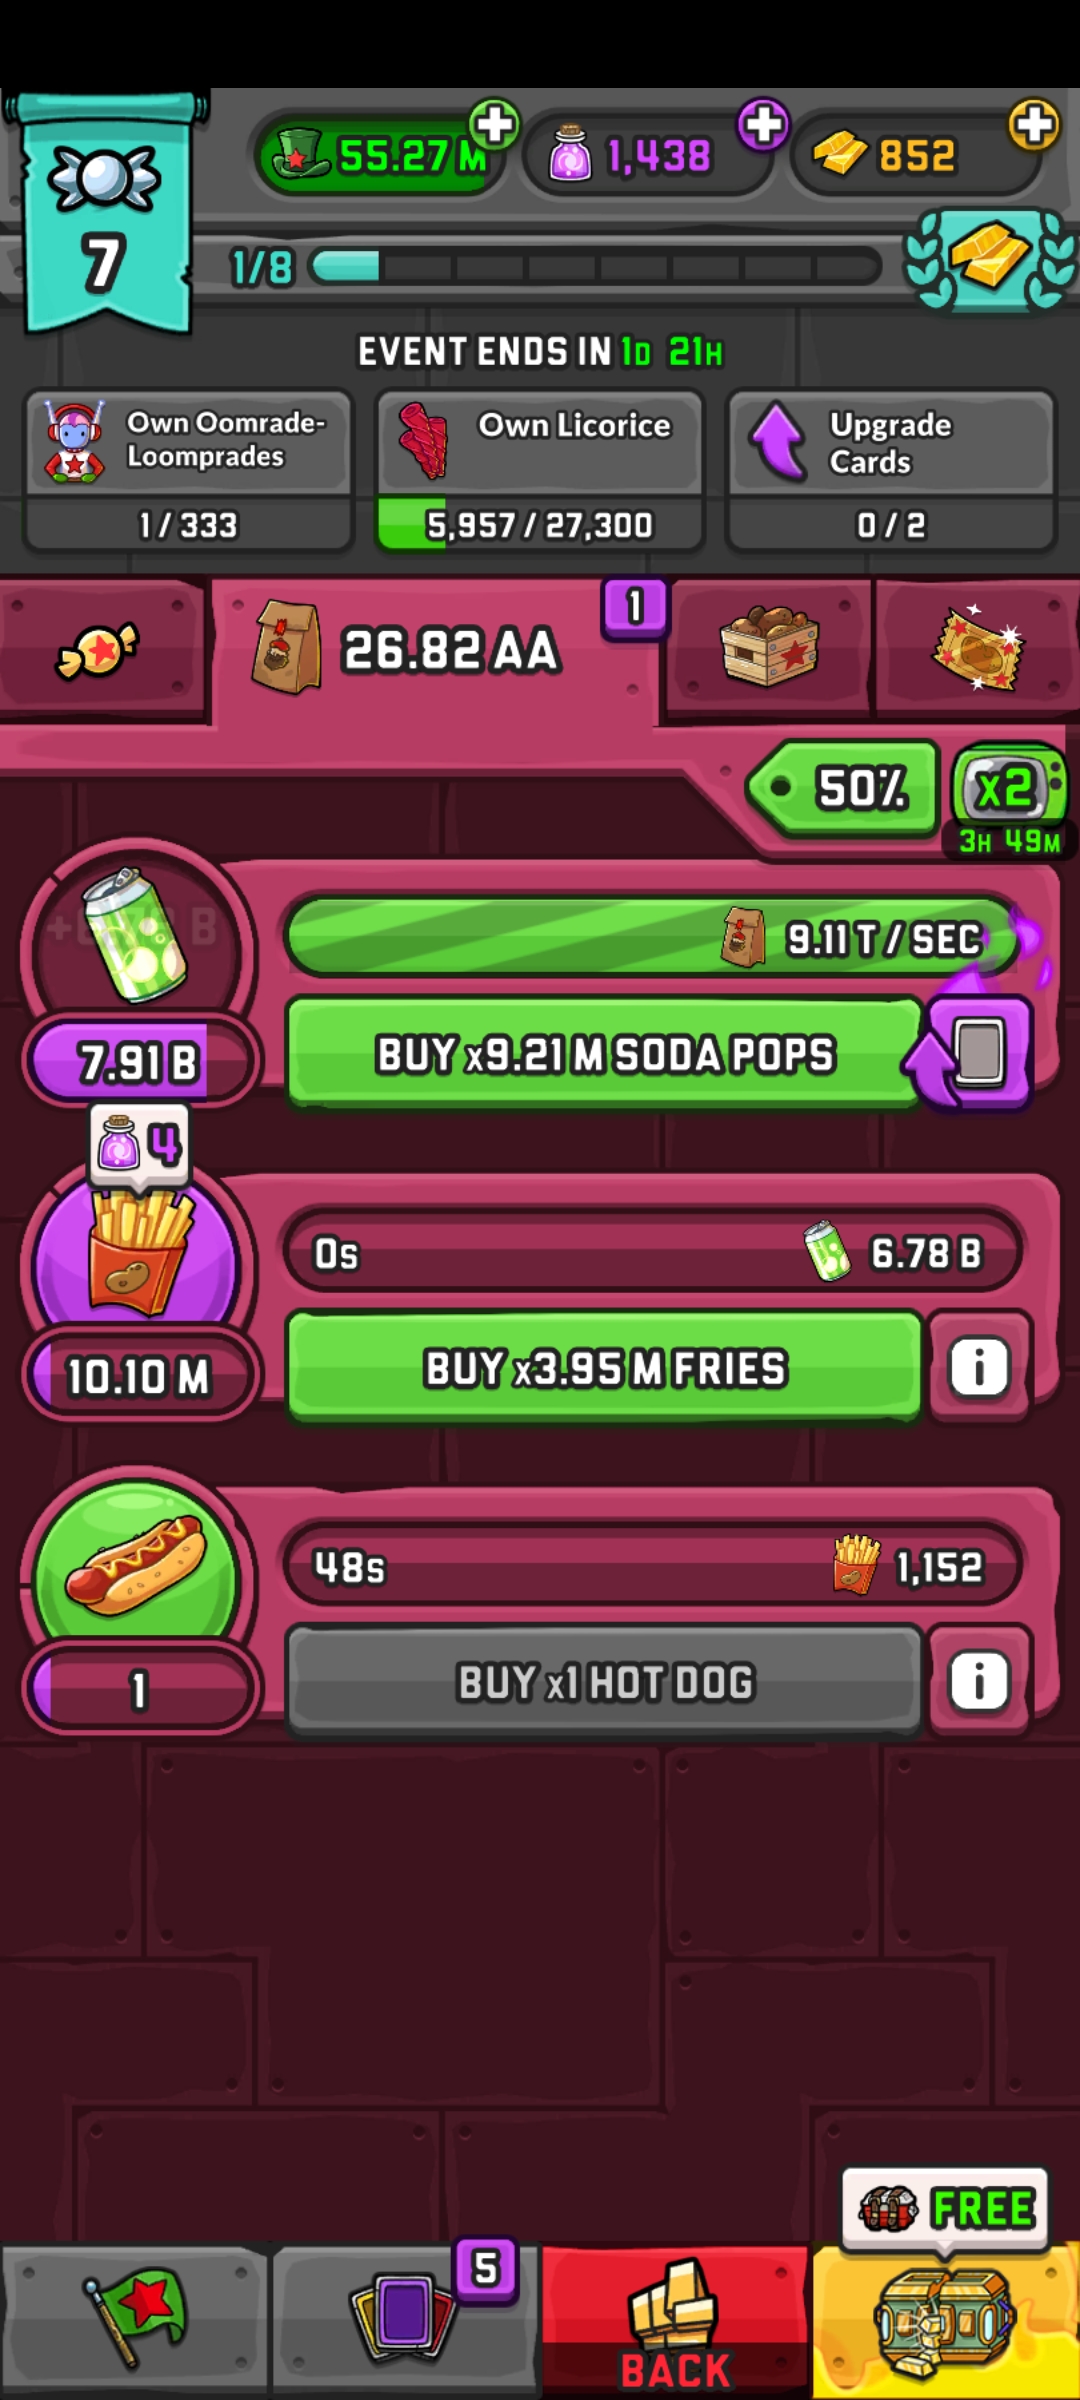 55.27 M
1,438
852
7
1/8
EVENT ENDS IN 1D 21H
Own Oomrade-
Loomprades
1 / 333
Own Licorice
5,957 / 27,300
Upgrade
Cards
0 / 2
26.82 AA
1
50%
x2
3H 49M
9.11 T / SEC
7.91 B
BUY x9.21 M SODA POPS
4
0s
6.78 B
10.10 M
BUY x3.95 M FRIES
i
48s
1,152
1
BUY x1 HOT DOG
i
FREE
5
BACK